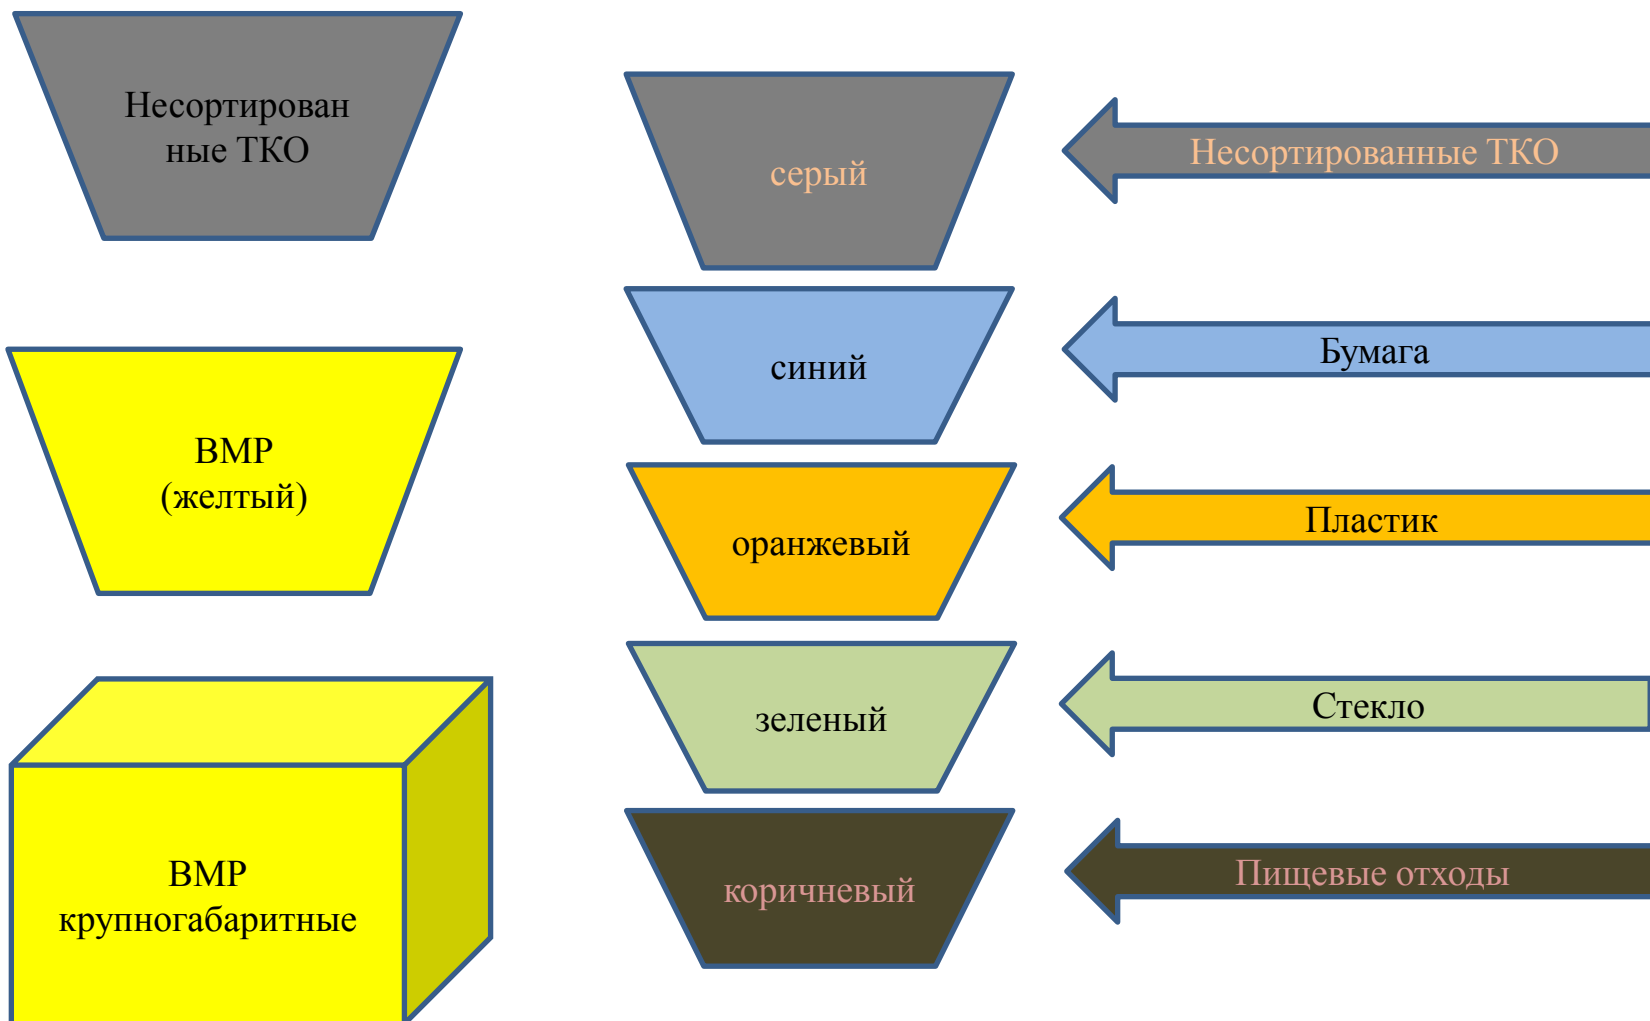 Несортирован
ные ТКО
ВМР
(желтый)
ВМР
крупногабаритные
серый
синий
оранжевый
зеленый
коричневый
Несортированные ТКО
Бумага
Пластик
Стекло
Пищевые отходы